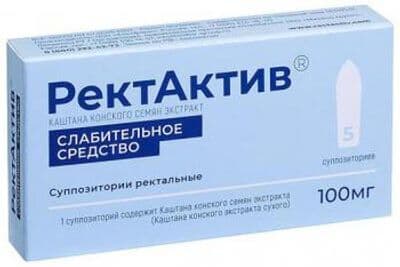 РектАктив®
КАШТАНА КОНСКОГО СЕМЯН ЭКСТРАКТ
СЛАБИТЕЛЬНОЕ
СРЕДСТВО
5
суппозиториев
Суппозитории ректальные
100мг
1 суппозиторий содержит Каштана конского семян экстракта
(Каштана конского экстракта сухого)